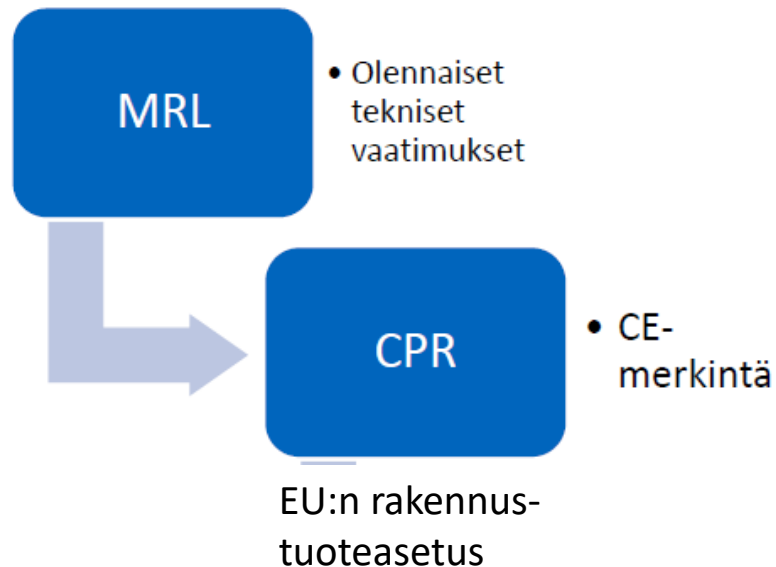 MRL
• Olennaiset
tekniset
vaatimukset
CPR
• CE-
merkintä
EU:n rakennus-
tuoteasetus